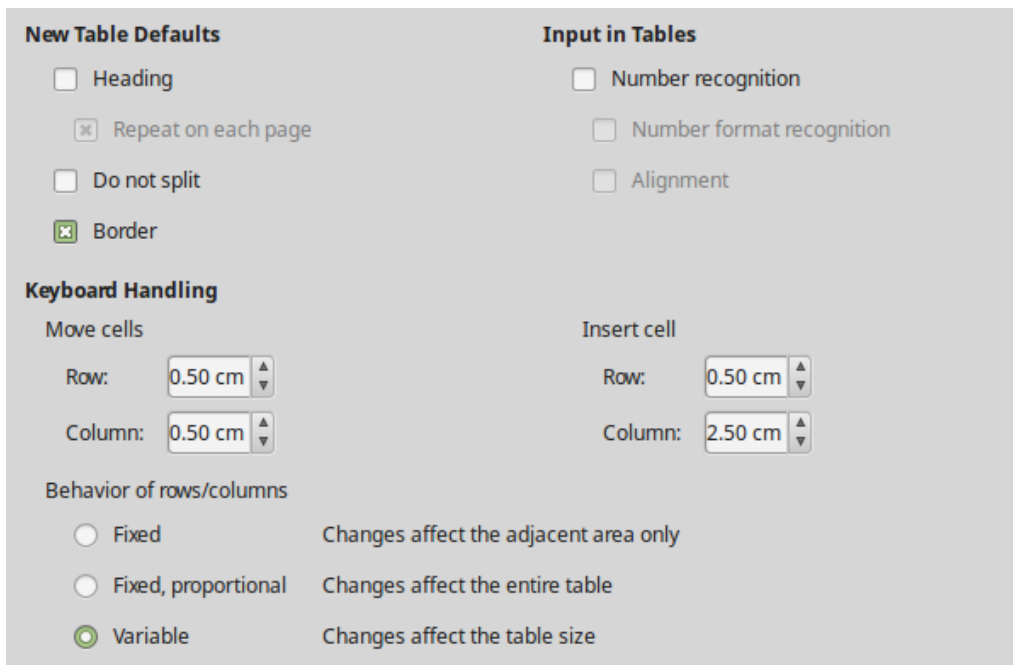 New Table Defaults
Heading
Repeat on each page
Do not split
Border
Input in Tables
Number recognition
Number format recognition
Alignment
Keyboard Handling
Move cells
Row: 0.50 cm
Column: 0.50 cm
Insert cell
Row: 0.50 cm
Column: 2.50 cm
Behavior of rows/columns
Fixed Changes affect the adjacent area only
Fixed, proportional Changes affect the entire table
Variable Changes affect the table size